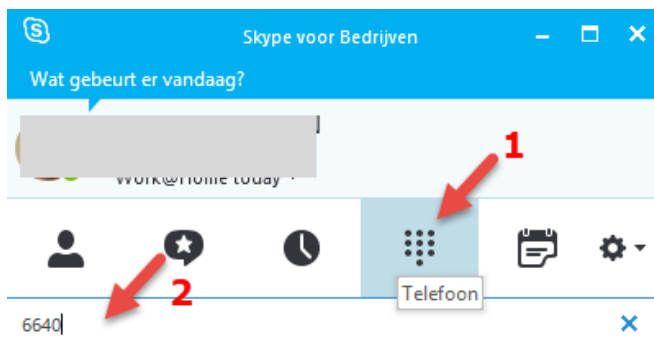 Skype voor Bedrijven
Wat gebeurt er vandaag?
Work@Home today
1
2
Telefoon
6640